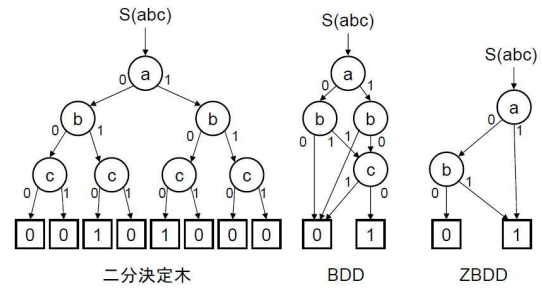 S(abc)
a
0 1
b b
0 1 0 1
c c c c
0 1 0 1 0 1 0 1
0 0 1 0 1 0 0 0
二分決定木
S(abc)
a
0 1
b b
0 1 1 0
c
1 0
0 1
BDD
S(abc)
a
0 1
b
0 1
0 1
ZBDD